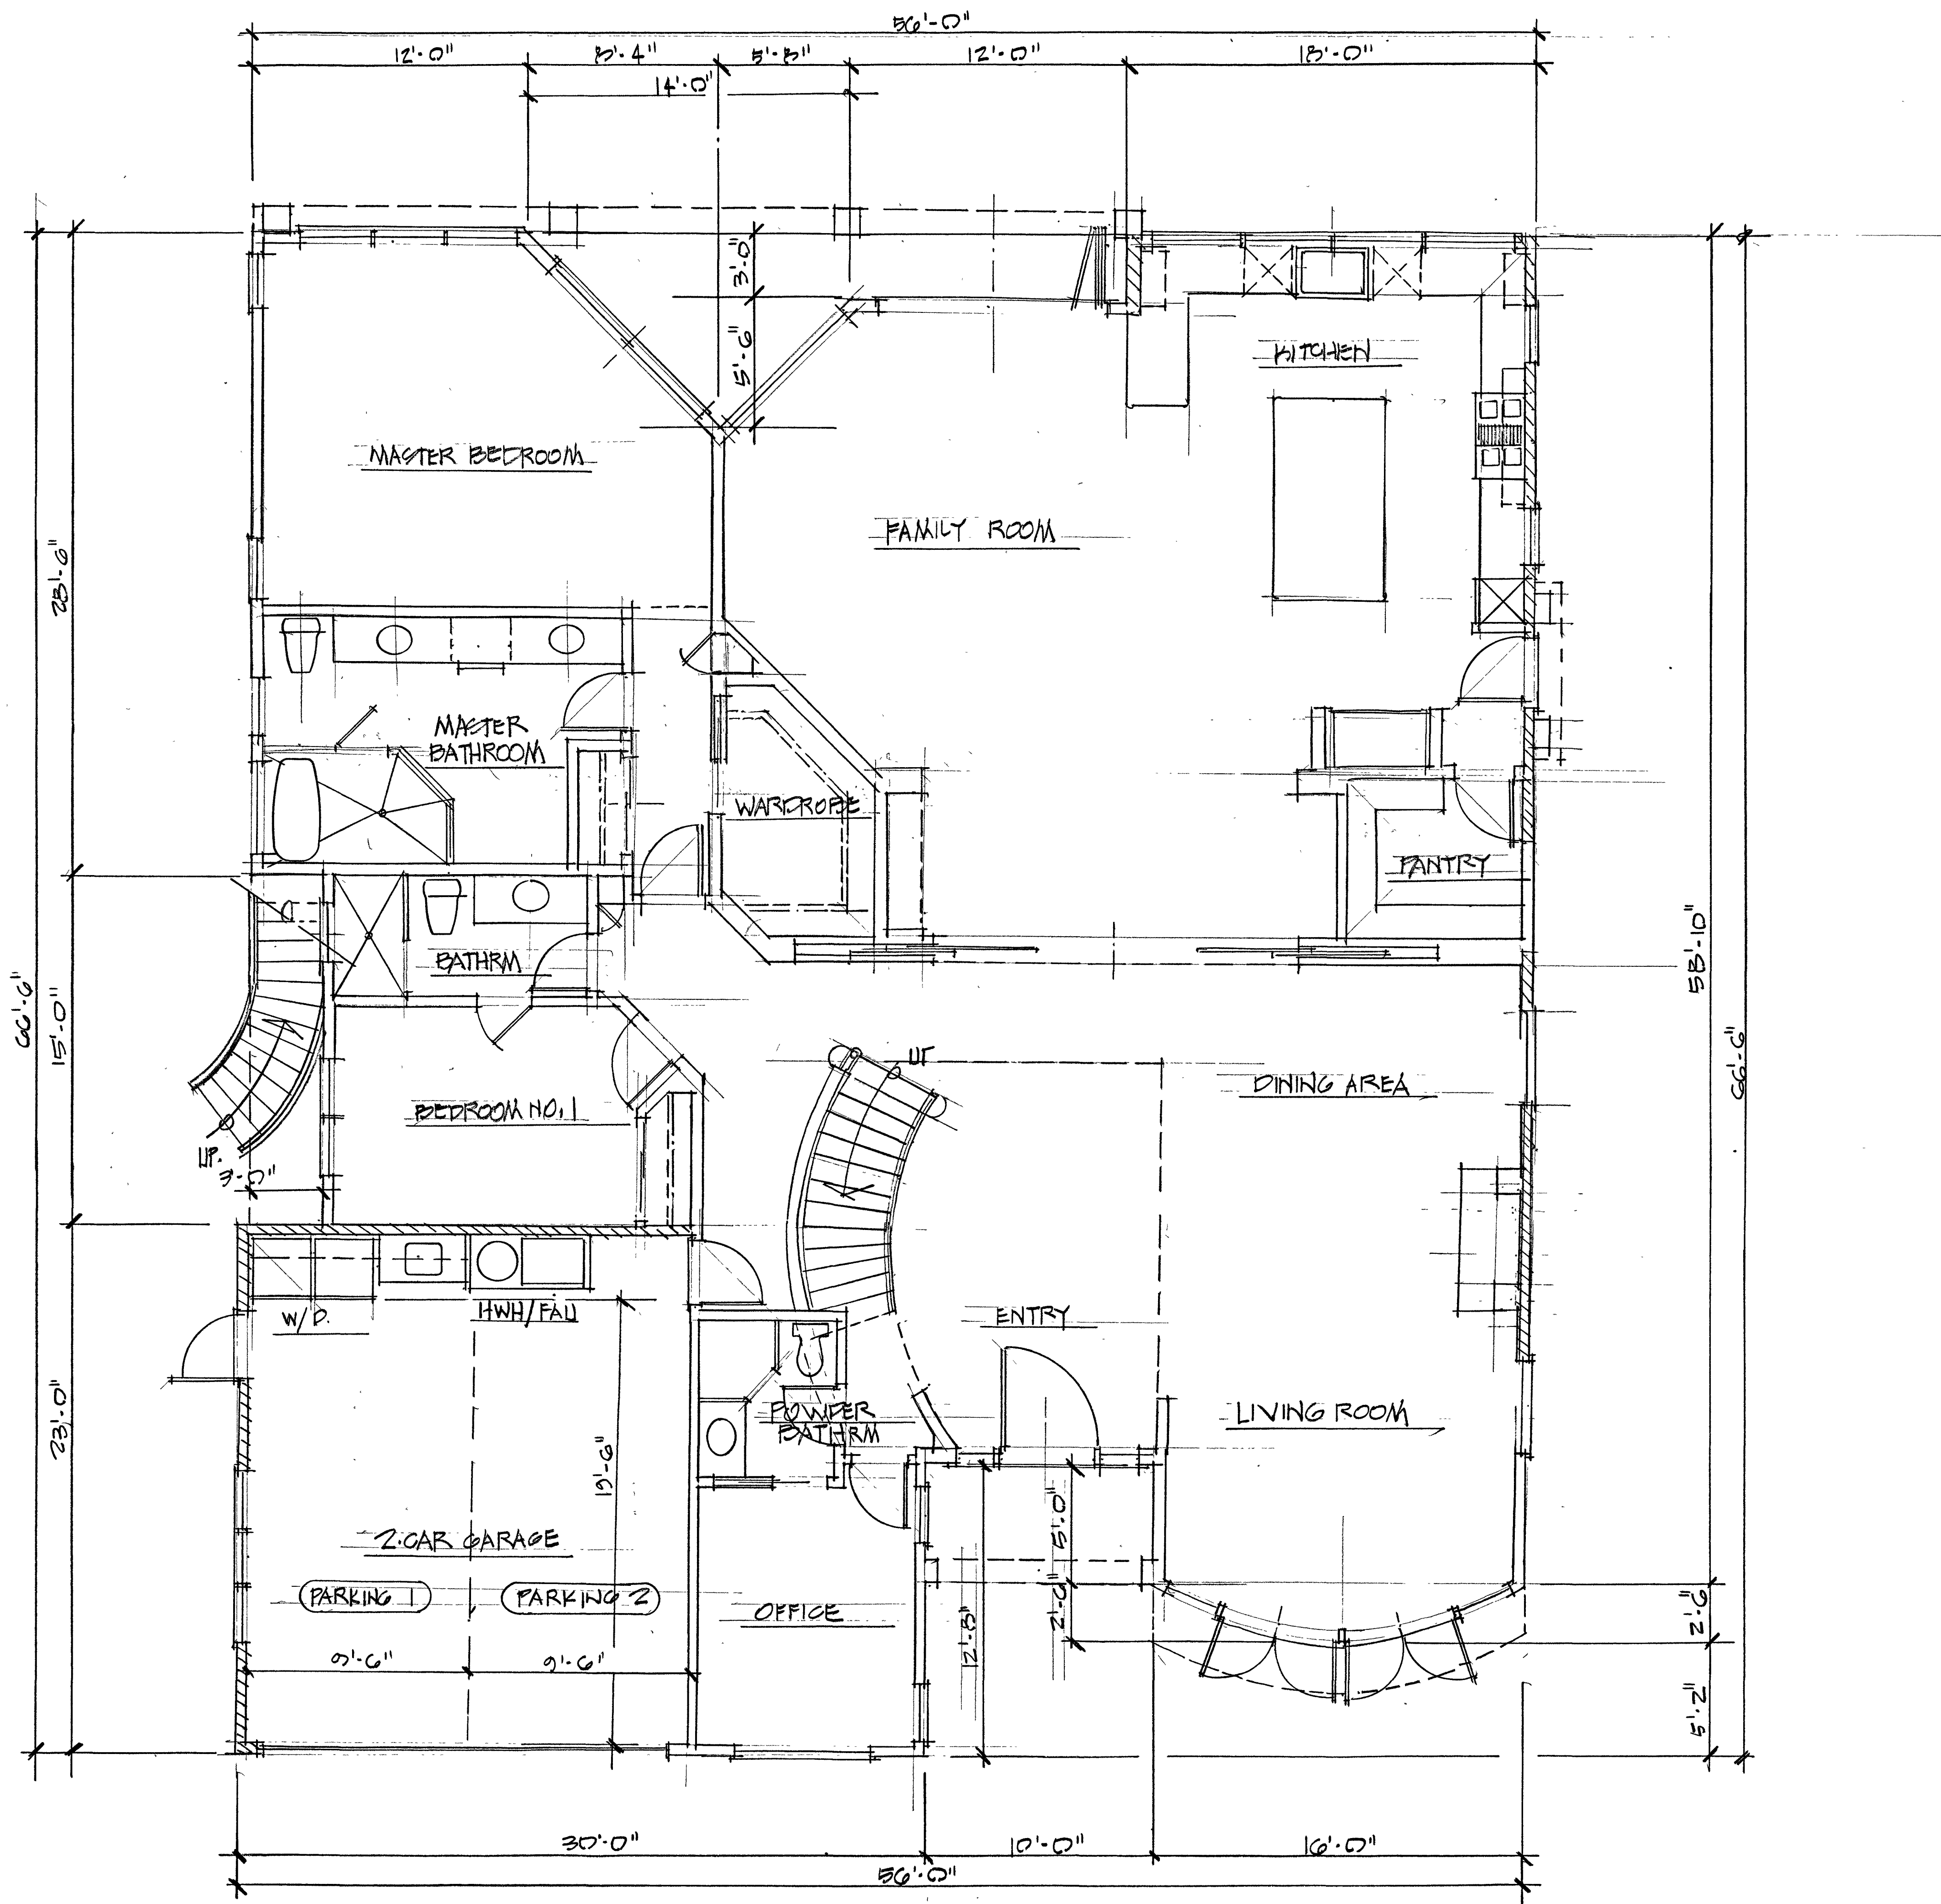 56'-0"
12'-0"
8'-4"
5'-8"
12'-0"
18'-0"
14'-0"
3'-0"
5'-6"
KITCHEN
MASTER BEDROOM
FAMILY ROOM
28'-6"
MASTER
BATHROOM
WARDROBE
PANTRY
BATHRM
58'-10"
66'-6"
15'-0"
UP
DINING AREA
66'-6"
BEDROOM NO. 1
UP.
3'-0"
W/D.
HWH/FAU
ENTRY
23'-0"
POWDER
BATHRM
LIVING ROOM
19'-6"
5'-0"
2-CAR GARAGE
PARKING 1
PARKING 2
OFFICE
2'-6"
12'-8"
2'-6"
9'-6"
9'-6"
5'-2"
30'-0"
10'-0"
16'-0"
56'-0"